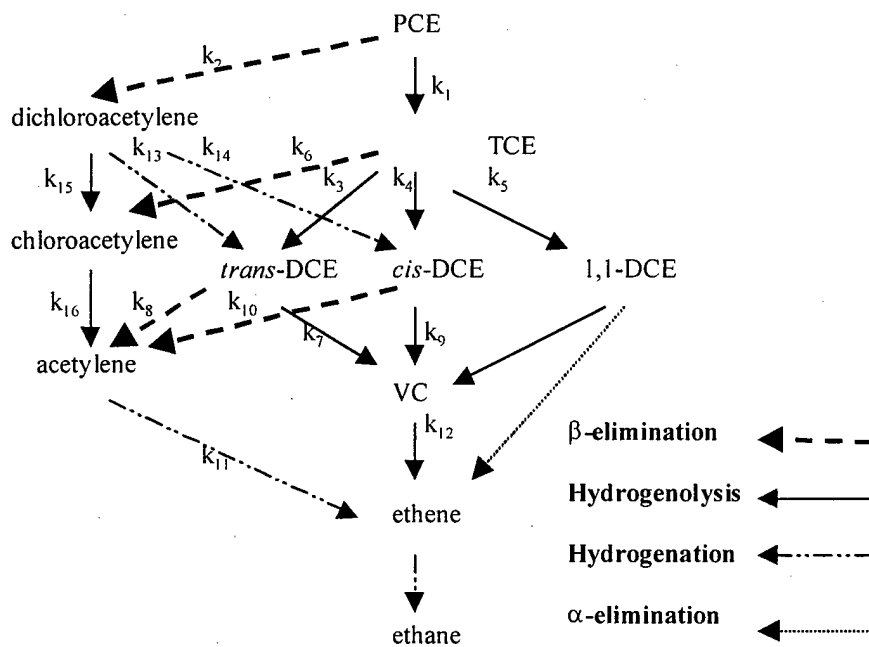 PCE
k2
k1
dichloroacetylene
k13 k14 k6 TCE
k15 k3 k4 k5
chloroacetylene
trans-DCE cis-DCE 1,1-DCE
k16 k8 k10 k7 k9
acetylene
VC
k12
β-elimination
k11
Hydrogenolysis
ethene
Hydrogenation
α-elimination
ethane